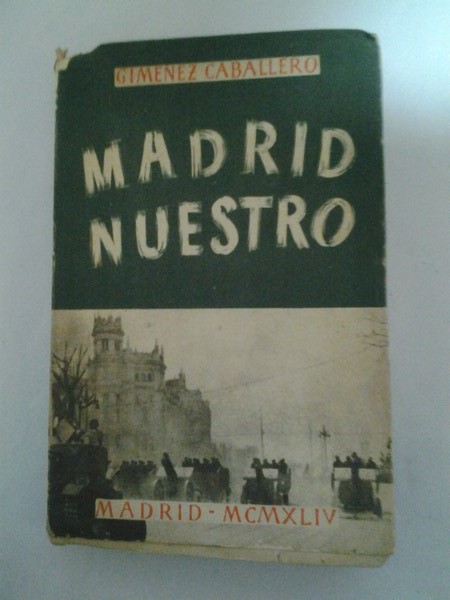 GIMENEZ CABALLERO
MADRID
NUESTRO
MADRID - MCMXLIV